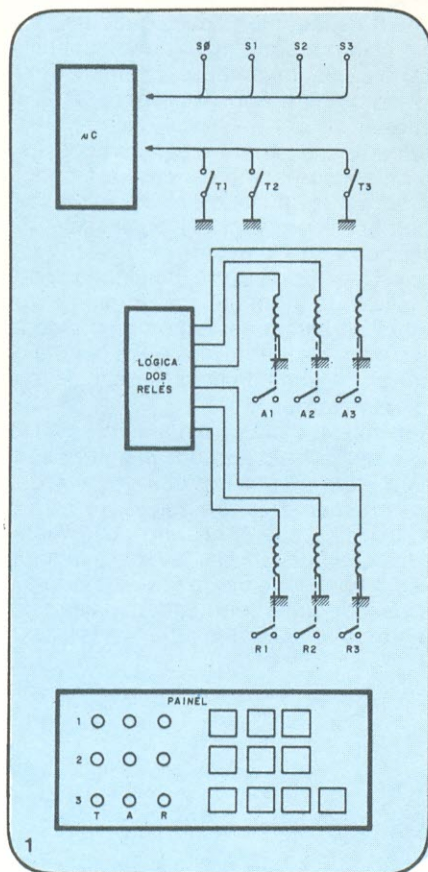 SØ S1 S2 S3
µC
T1 T2 T3
LÓGICA
DOS
RELÉS
A1 A2 A3
R1 R2 R3
PAINÉL
1
2
3
T A R
1